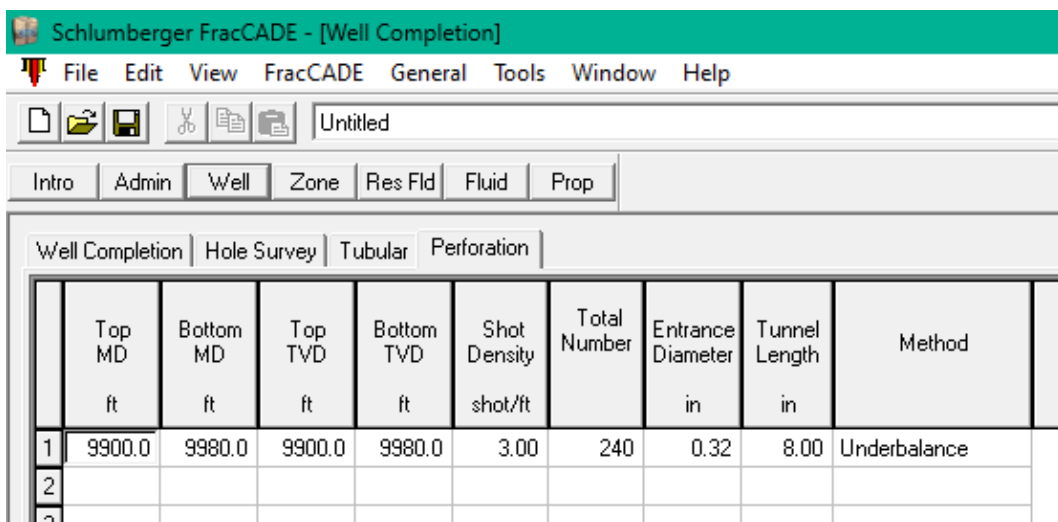 Schlumberger FracCADE - [Well Completion]
File Edit View FracCADE General Tools Window Help
Untitled
Intro Admin Well Zone Res Fld Fluid Prop
Well Completion Hole Survey Tubular Perforation
Top MD ft Bottom MD ft Top TVD ft Bottom TVD ft Shot Density shot/ft Total Number Entrance Diameter in Tunnel Length in Method
1 9900.0 9980.0 9900.0 9980.0 3.00 240 0.32 8.00 Underbalance
2